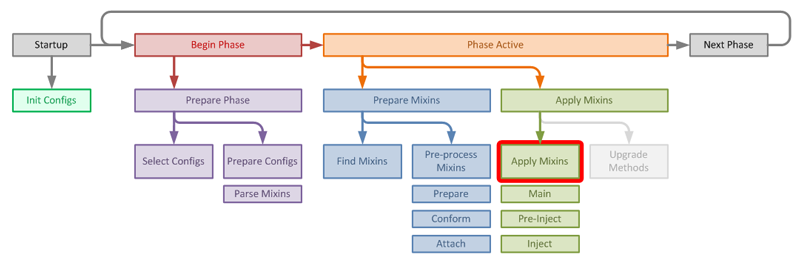 Startup
Begin Phase
Phase Active
Next Phase
Init Configs
Prepare Phase
Prepare Mixins
Apply Mixins
Select Configs
Prepare Configs
Find Mixins
Pre-process
Mixins
Apply Mixins
Upgrade
Methods
Parse Mixins
Prepare
Main
Conform
Pre-Inject
Attach
Inject